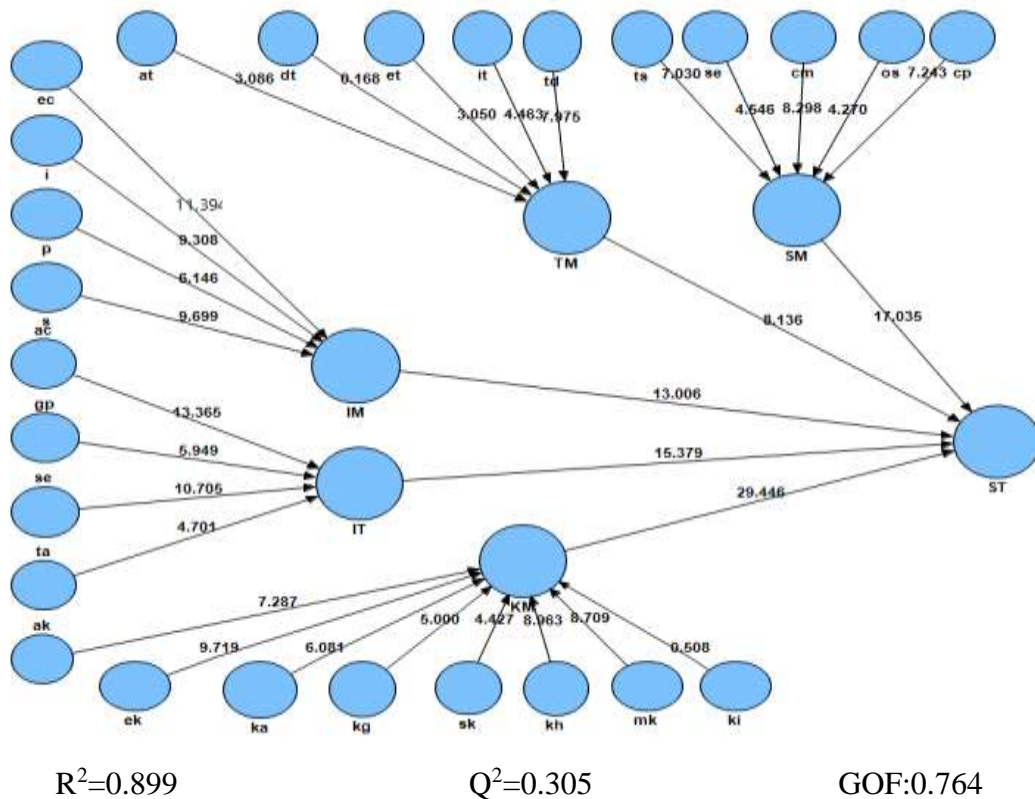 at
dt
et
it
td
ts
se
cm
os
cp
ec
3.086
0.168
3.050
4.463
7.975
7.030
4.546
8.298
4.270
7.243
i
11.394
p
9.308
TM
SM
6.146
s
9.699
8.136
17.035
ac
IM
13.006
gp
13.365
5.949
15.379
ST
se
10.705
IT
29.446
4.701
ta
KM
ak
7.287
9.719
6.081
5.000
4.427
8.963
8.709
0.508
ek
ka
kg
sk
kh
mk
ki
R²=0.899
Q²=0.305
GOF:0.764